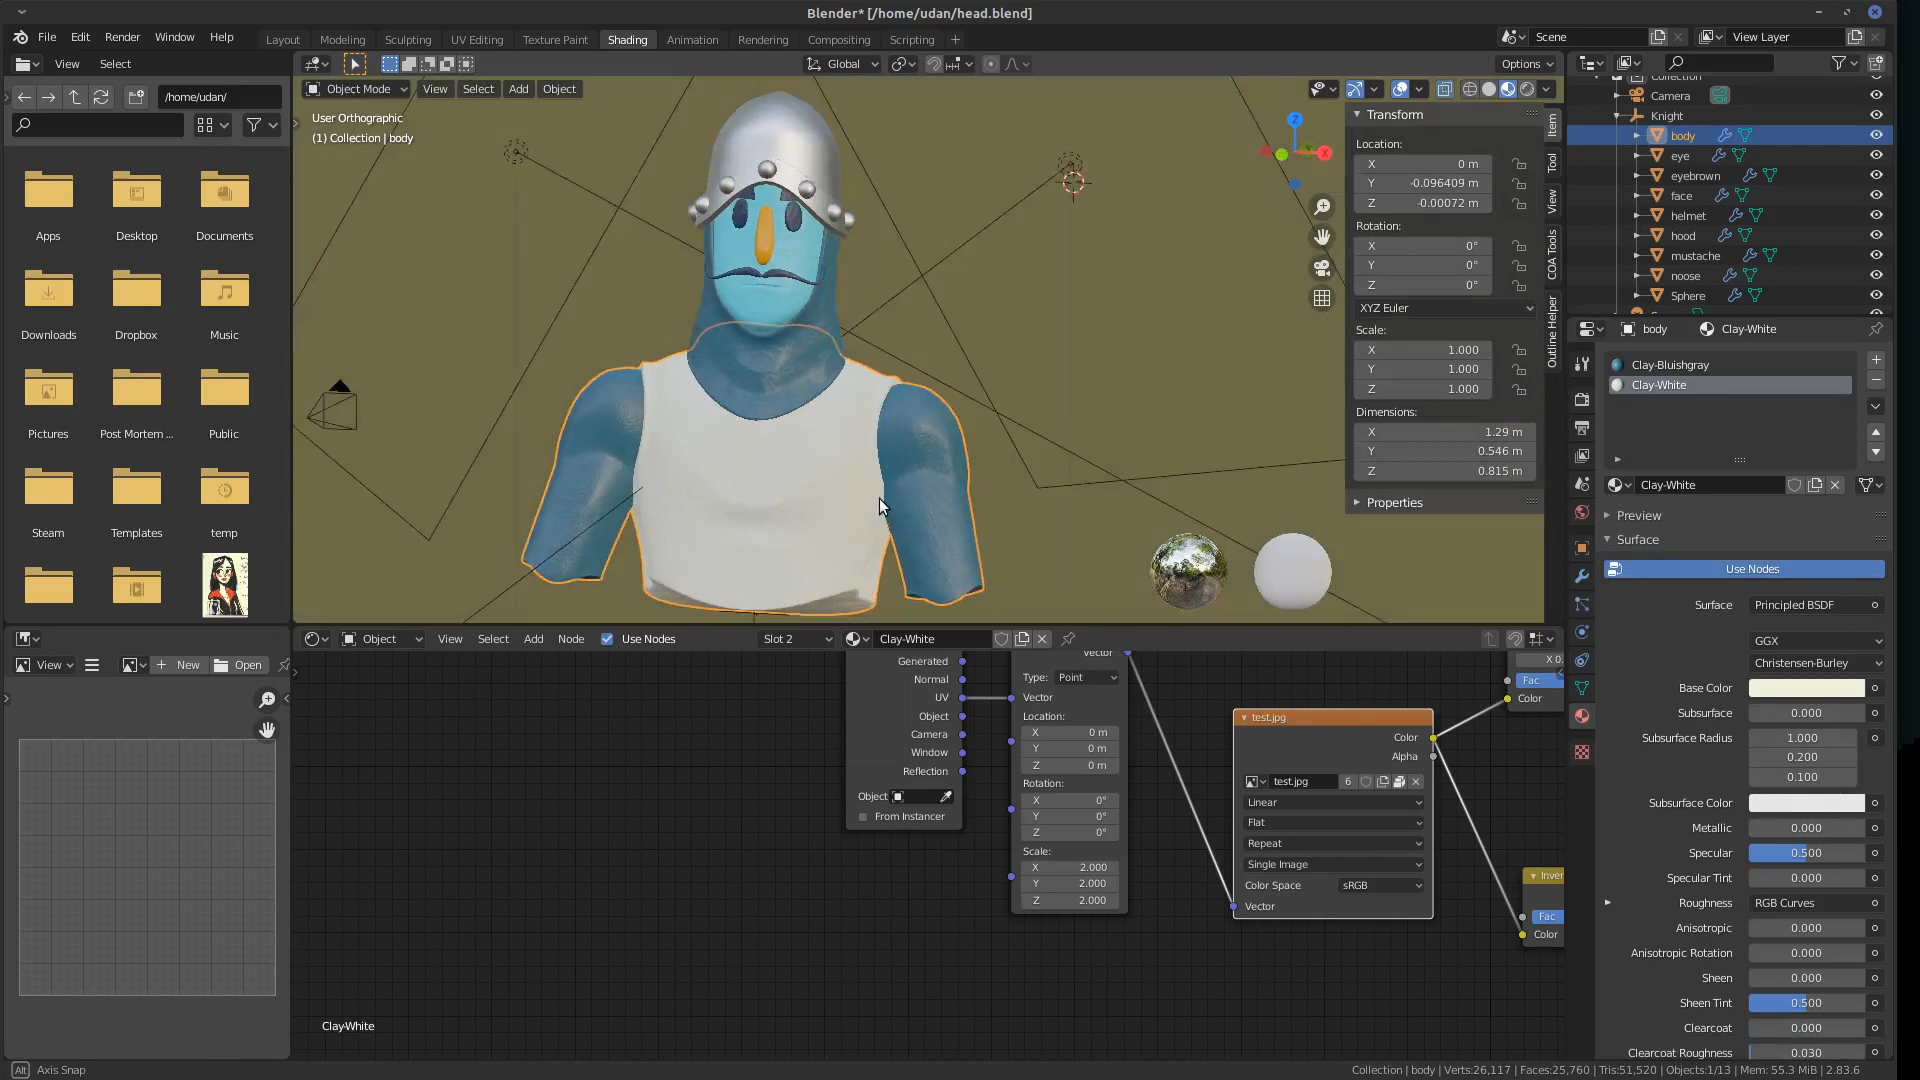 Blender* [/home/udan/head.blend]
File Edit Render Window Help
Layout Modeling Sculpting UV Editing Texture Paint Shading Animation Rendering Compositing Scripting
Scene
View Layer
View Select
Global
Options
/home/udan/
Object Mode View Select Add Object
User Orthographic
(1) Collection | body
Apps
Desktop
Documents
Downloads
Dropbox
Music
Pictures
Post Mortem ...
Public
Steam
Templates
temp
Z
X
Transform
Location:
X 0 m
Y -0.096409 m
Z -0.00072 m
Rotation:
X 0°
Y 0°
Z 0°
XYZ Euler
Scale:
X 1.000
Y 1.000
Z 1.000
Dimensions:
X 1.29 m
Y 0.546 m
Z 0.815 m
Properties
Item
Tool
View
COA Tools
Outline Helper
Collection
Camera
Knight
body
eye
eyebrown
face
helmet
hood
mustache
noose
Sphere
body Clay-White
Clay-Bluishgray
Clay-White
Clay-White
Preview
Surface
Use Nodes
Surface Principled BSDF
GGX
Christensen-Burley
Base Color
Subsurface 0.000
Subsurface Radius 1.000
0.200
0.100
Subsurface Color
Metallic 0.000
Specular 0.500
Specular Tint 0.000
Roughness RGB Curves
Anisotropic 0.000
Anisotropic Rotation 0.000
Sheen 0.000
Sheen Tint 0.500
Clearcoat 0.000
Clearcoat Roughness 0.030
View New Open
Object View Select Add Node Use Nodes Slot 2 Clay-White
Generated
Normal
UV
Object
Camera
Window
Reflection
Object
From Instancer
Vector
Type: Point
Vector
Location:
X 0 m
Y 0 m
Z 0 m
Rotation:
X 0°
Y 0°
Z 0°
Scale:
X 2.000
Y 2.000
Z 2.000
test.jpg
Color
Alpha
test.jpg 6
Linear
Flat
Repeat
Single Image
Color Space sRGB
Vector
X 0.
Fac
Color
Inver
Fac
Color
Clay-White
Alt Axis Snap
Collection | body | Verts:26,117 | Faces:25,760 | Tris:51,520 | Objects:1/13 | Mem: 55.3 MiB | 2.83.6